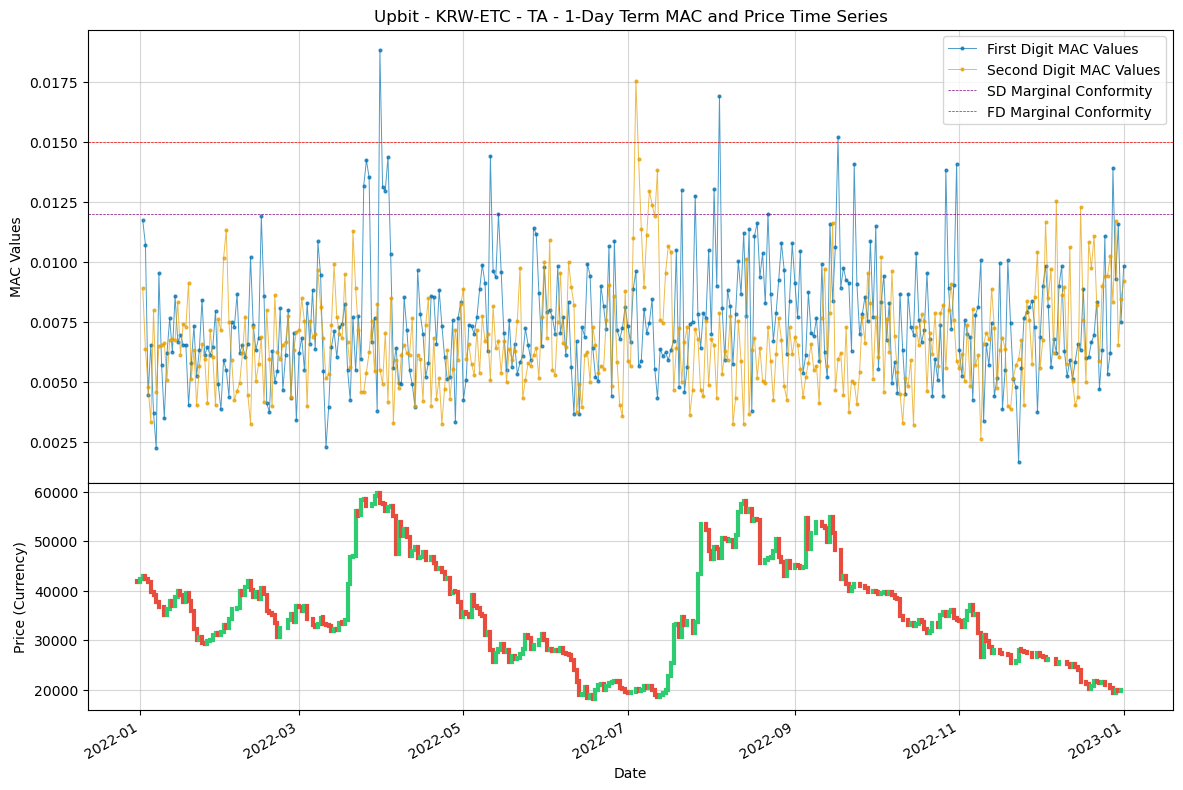 Upbit - KRW-ETC - TA - 1-Day Term MAC and Price Time Series
First Digit MAC Values
Second Digit MAC Values
SD Marginal Conformity
FD Marginal Conformity
MAC Values
0.0175
0.0150
0.0125
0.0100
0.0075
0.0050
0.0025
Price (Currency)
60000
50000
40000
30000
20000
2022-01
2022-03
2022-05
2022-07
2022-09
2022-11
2023-01
Date